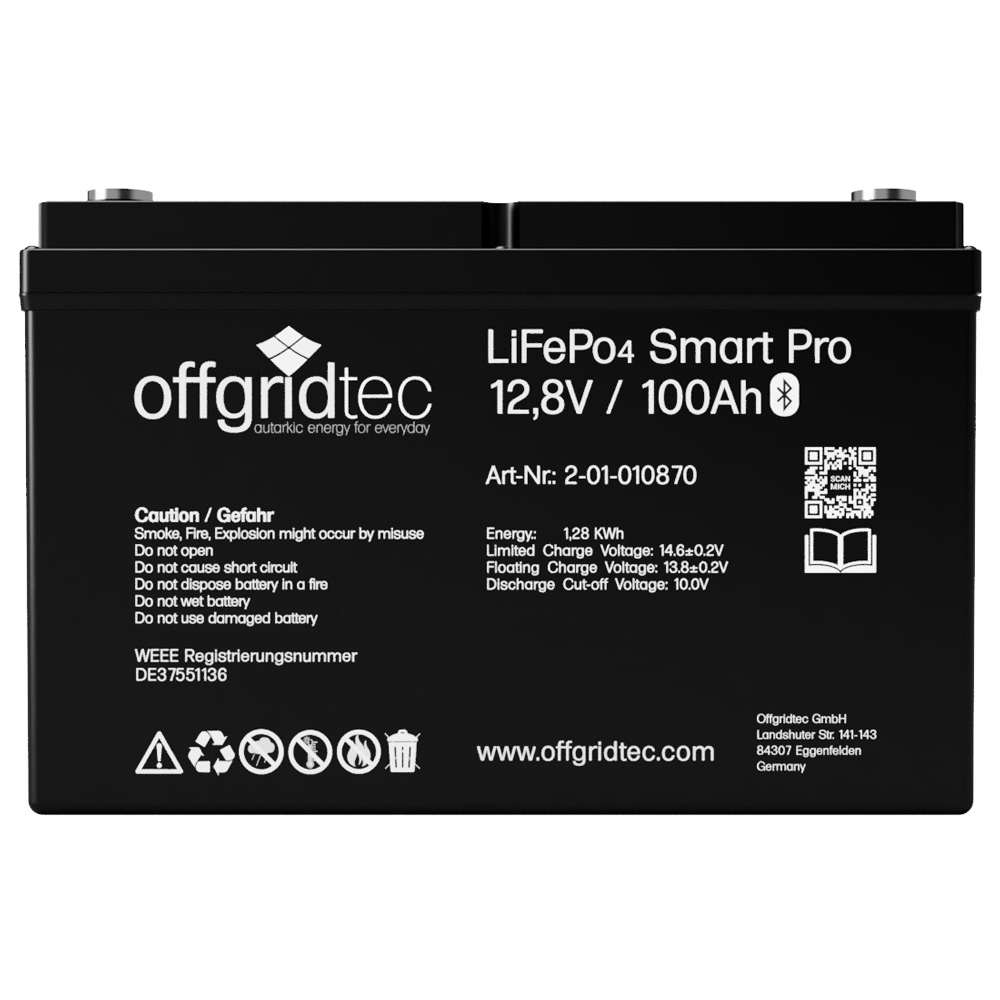 offgridtec
autarkic energy for everyday
LiFePo4 Smart Pro
12,8V / 100Ah
Art-Nr.: 2-01-010870
SCAN
MICH
Caution / Gefahr
Smoke, Fire, Explosion might occur by misuse
Do not open
Do not cause short circuit
Do not dispose battery in a fire
Do not wet battery
Do not use damaged battery
Energy.: 1,28 KWh
Limited Charge Voltage: 14.6±0.2V
Floating Charge Voltage: 13.8±0.2V
Discharge Cut-off Voltage: 10.0V
WEEE Registrierungsnummer
DE37551136
www.offgridtec.com
Offgridtec GmbH
Landshuter Str. 141-143
84307 Eggenfelden
Germany